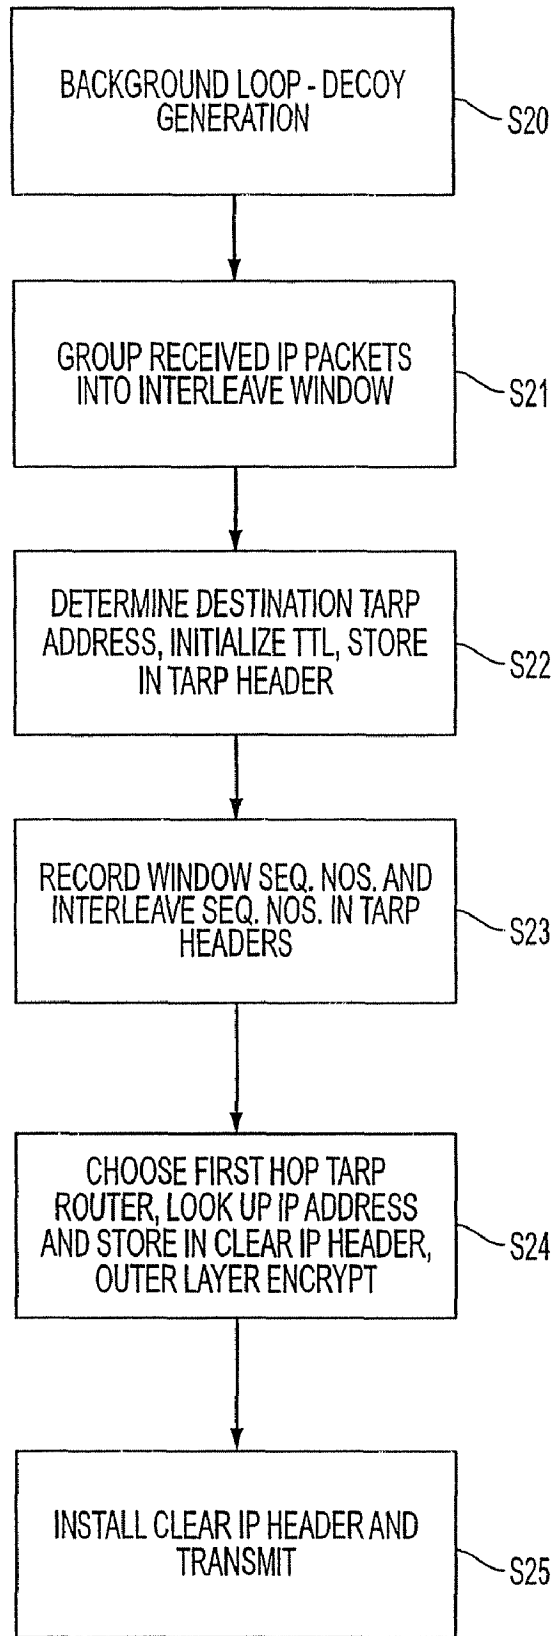 BACKGROUND LOOP - DECOY
GENERATION
S20
GROUP RECEIVED IP PACKETS
INTO INTERLEAVE WINDOW
S21
DETERMINE DESTINATION TARP
ADDRESS, INITIALIZE TTL, STORE
IN TARP HEADER
S22
RECORD WINDOW SEQ. NOS. AND
INTERLEAVE SEQ. NOS. IN TARP
HEADERS
S23
CHOOSE FIRST HOP TARP
ROUTER, LOOK UP IP ADDRESS
AND STORE IN CLEAR IP HEADER,
OUTER LAYER ENCRYPT
S24
INSTALL CLEAR IP HEADER AND
TRANSMIT
S25